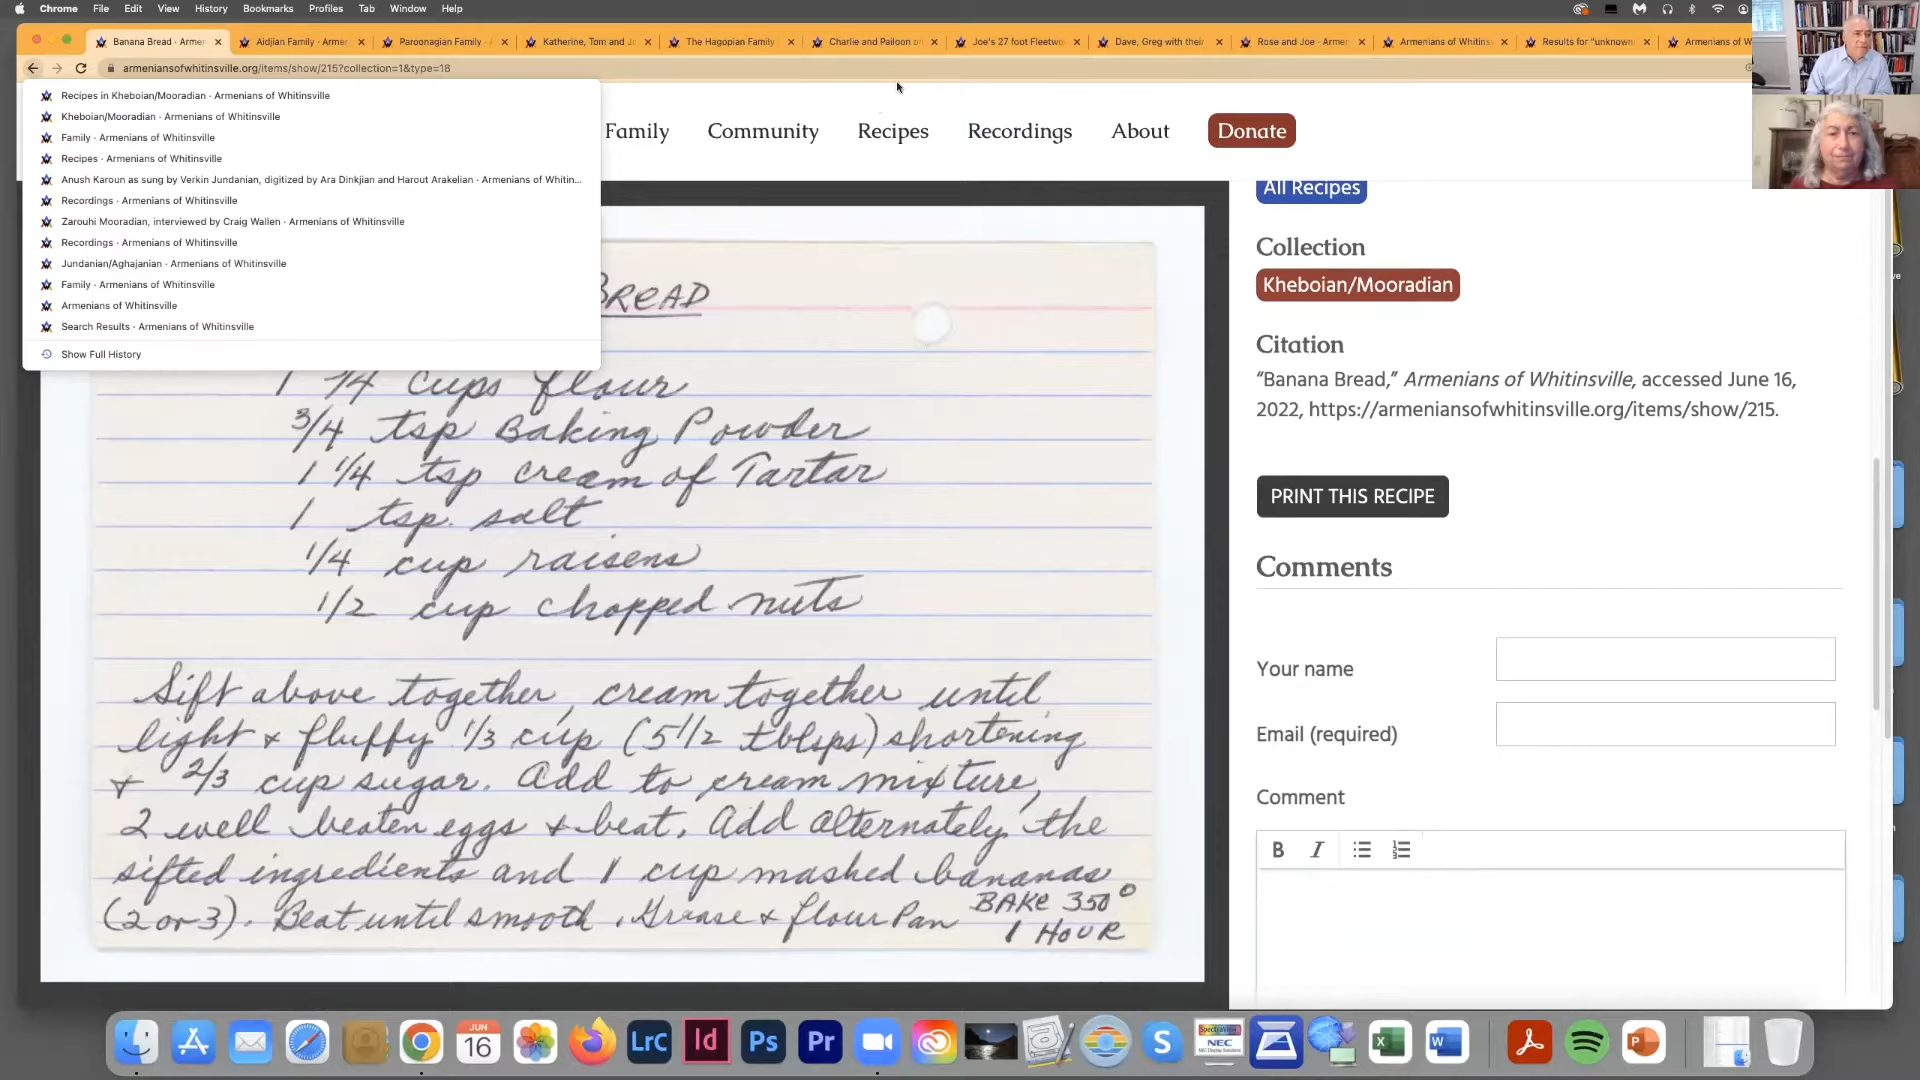 Chrome File Edit View History Bookmarks Profiles Tab Window Help
Banana Bread · Armen Aidjian Family · Armer Paroonagian Family · A Katherine, Tom and Jo The Hagopian Family Charlie and Pailoon on Joe's 27 foot Fleetwo Dave, Greg with their Rose and Joe · Armen Armenians of Whitins Results for "unknown Armenians of W
armeniansofwhitinsville.org/items/show/215?collection=1&type=18
Recipes in Kheboian/Mooradian · Armenians of Whitinsville
Kheboian/Mooradian · Armenians of Whitinsville
Family · Armenians of Whitinsville
Recipes · Armenians of Whitinsville
Anush Karoun as sung by Verkin Jundanian, digitized by Ara Dinkjian and Harout Arakelian · Armenians of Whitin...
Recordings · Armenians of Whitinsville
Zarouhi Mooradian, interviewed by Craig Wallen · Armenians of Whitinsville
Recordings · Armenians of Whitinsville
Jundanian/Aghajanian · Armenians of Whitinsville
Family · Armenians of Whitinsville
Armenians of Whitinsville
Search Results · Armenians of Whitinsville
Show Full History
Family Community Recipes Recordings About Donate
BREAD
1 3/4 cups flour
3/4 tsp Baking Powder
1 1/4 tsp cream of Tartar
1 tsp. salt
1/4 cup raisens
1/2 cup chopped nuts
Sift above together, cream together until
light & fluffy 1/3 cup (5 1/2 tblsps) shortening
+ 2/3 cup sugar. Add to cream mixture,
2 well beaten eggs & beat. Add alternately the
sifted ingredients and 1 cup mashed bananas
(2 or 3). Beat until smooth. Grease & flour Pan
BAKE 350°
1 HOUR
All Recipes
Collection
Kheboian/Mooradian
Citation
“Banana Bread,” Armenians of Whitinsville, accessed June 16,
2022, https://armeniansofwhitinsville.org/items/show/215.
PRINT THIS RECIPE
Comments
Your name
Email (required)
Comment
B I
LrC Id JUN 16 Ps Pr S SpectraView NEC X W P